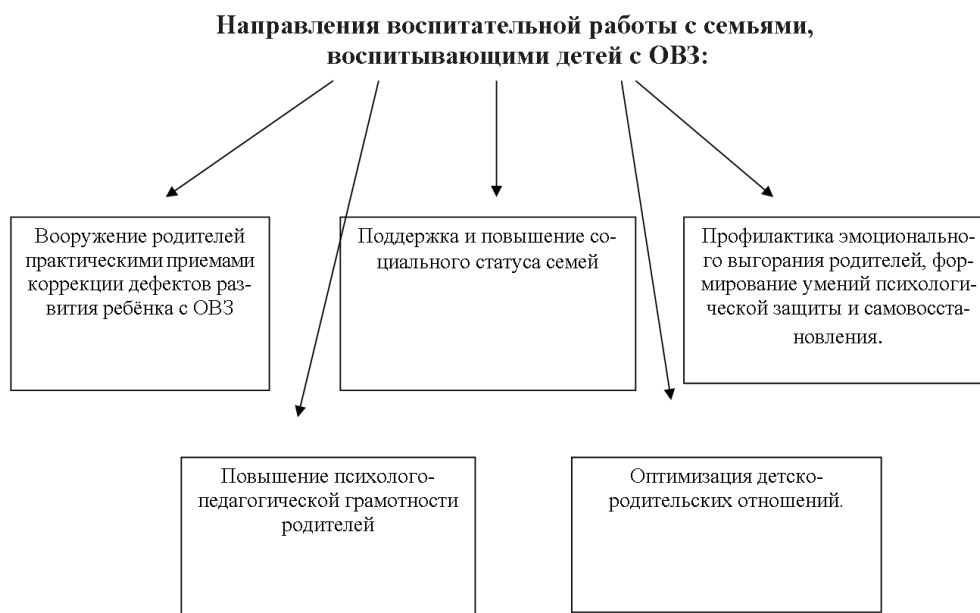 Направления воспитательной работы с семьями,
воспитывающими детей с ОВЗ:
Вооружение родителей
практическими приемами
коррекции дефектов раз-
вития ребёнка с ОВЗ
Поддержка и повышение со-
циального статуса семей
Профилактика эмоционально-
го выгорания родителей, фор-
мирование умений психологи-
ческой защиты и самовосста-
новления.
Повышение психолого-
педагогической грамотности
родителей
Оптимизация детско-
родительских отношений.